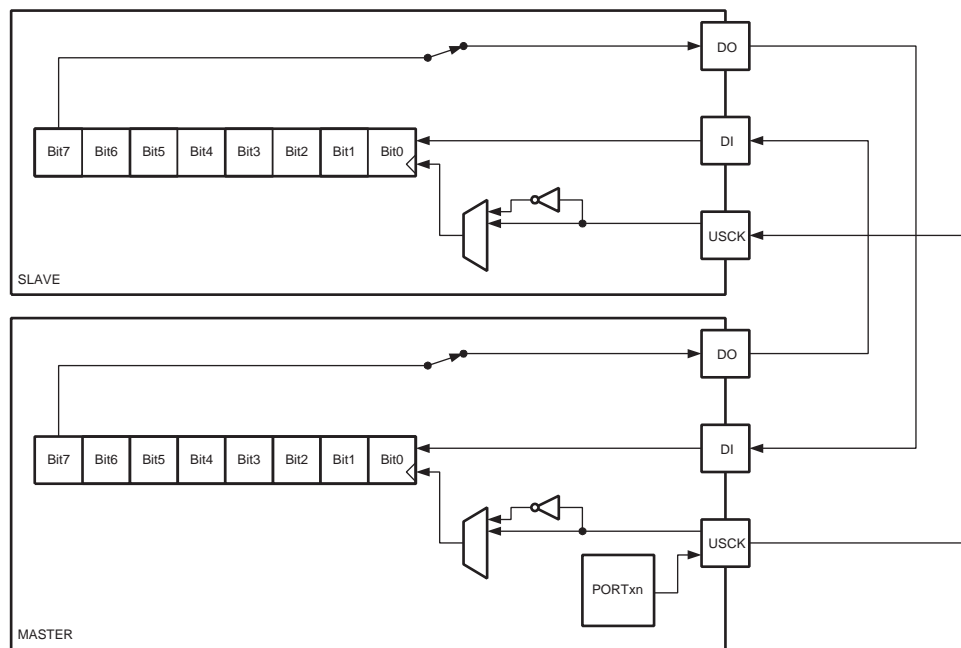 DO
Bit7 Bit6 Bit5 Bit4 Bit3 Bit2 Bit1 Bit0
DI
USCK
SLAVE
DO
Bit7 Bit6 Bit5 Bit4 Bit3 Bit2 Bit1 Bit0
DI
USCK
PORTxn
MASTER